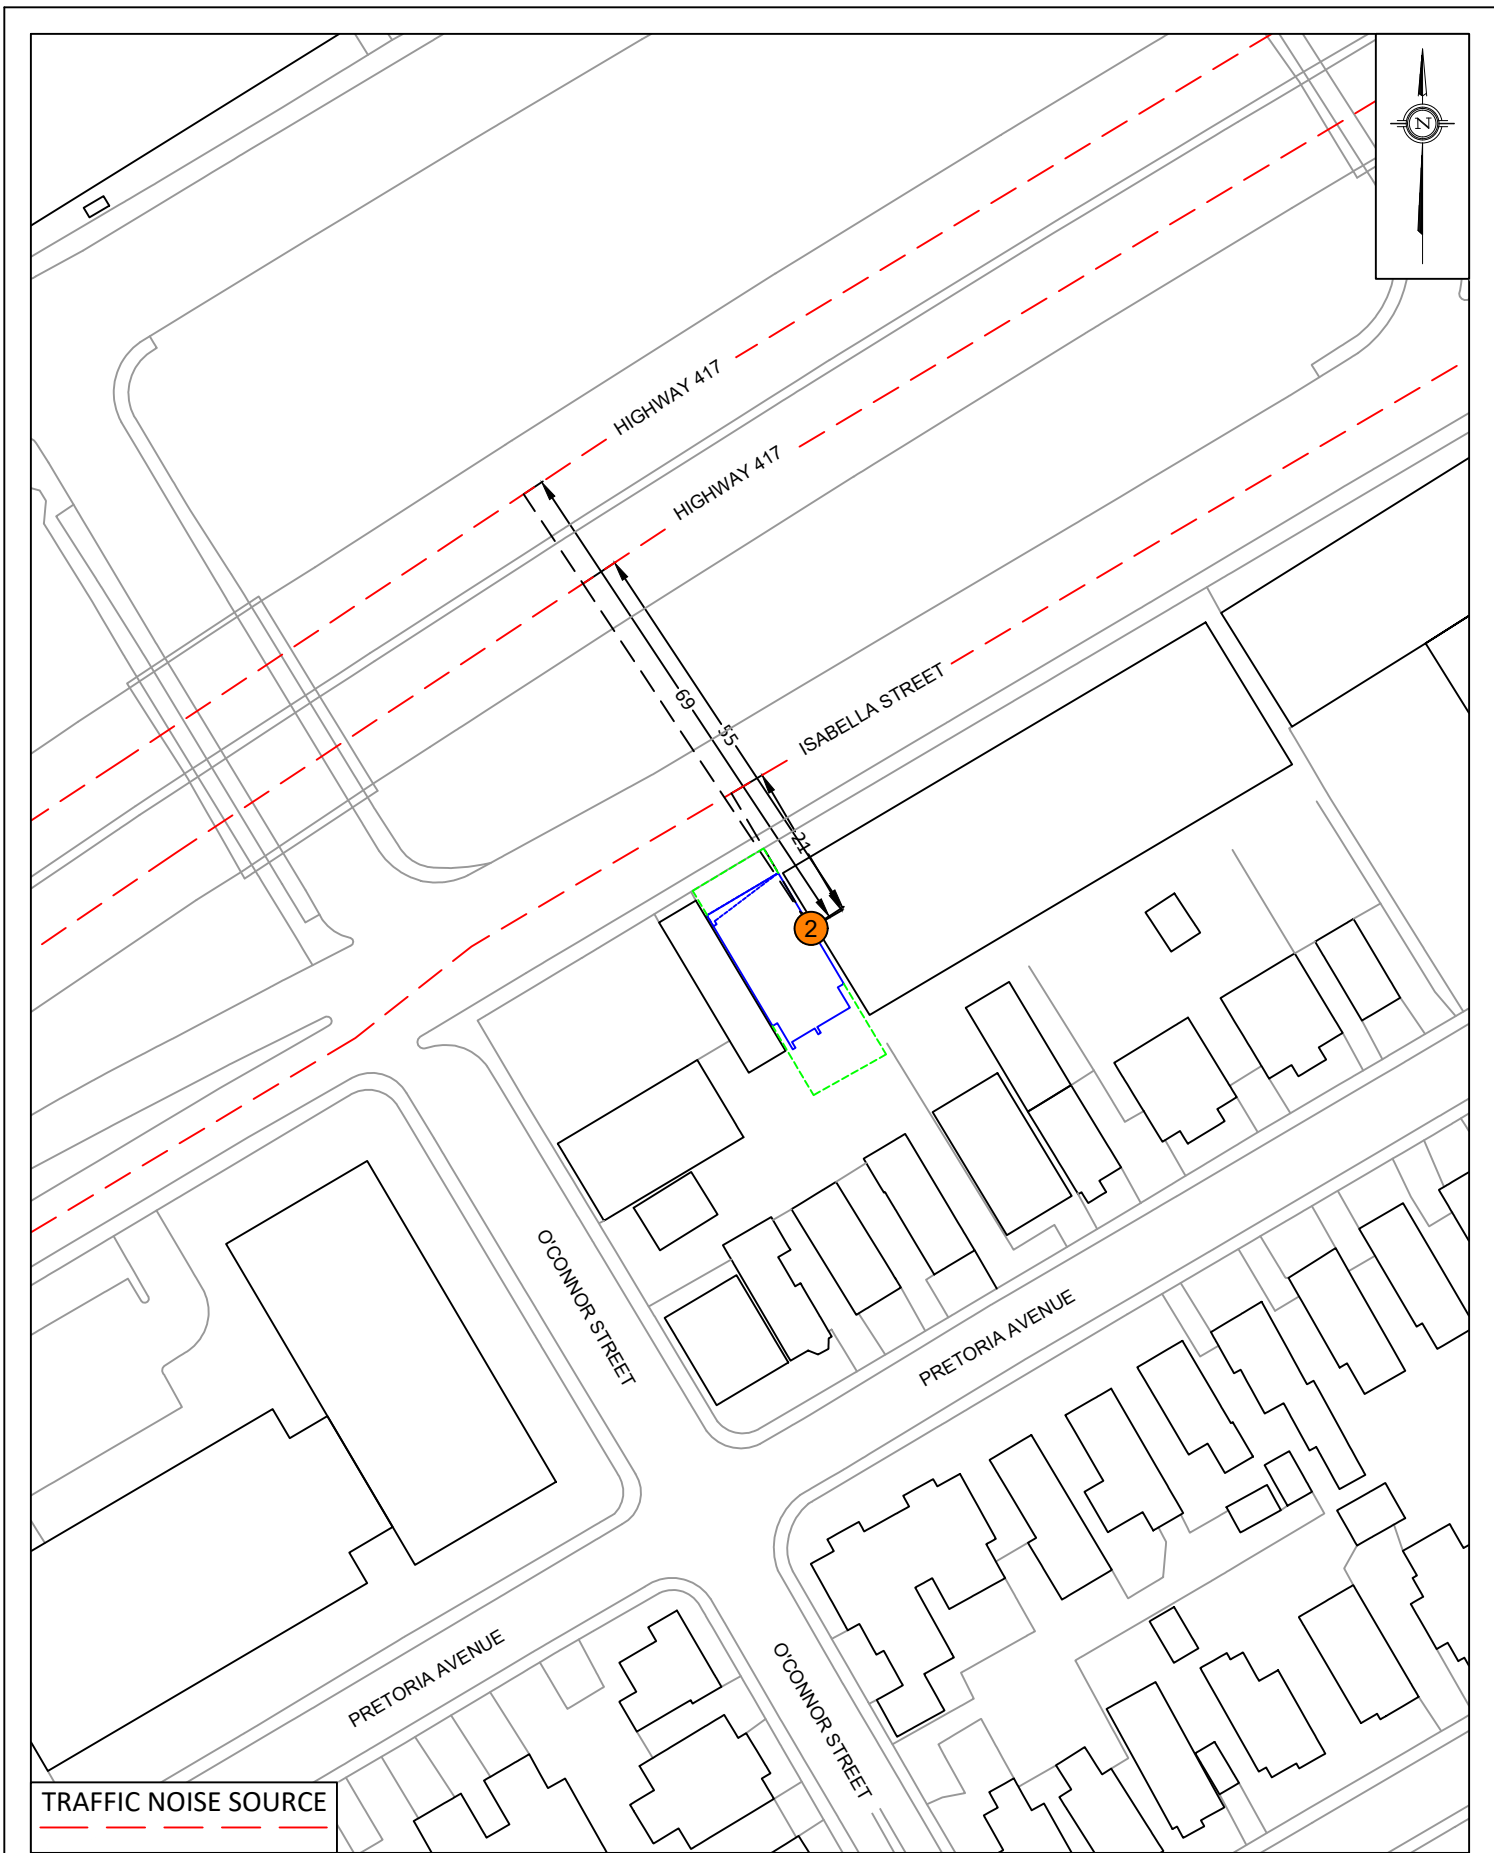 N
HIGHWAY 417
HIGHWAY 417
69
55
ISABELLA STREET
21
2
O'CONNOR STREET
PRETORIA AVENUE
PRETORIA AVENUE
O'CONNOR STREET
TRAFFIC NOISE SOURCE